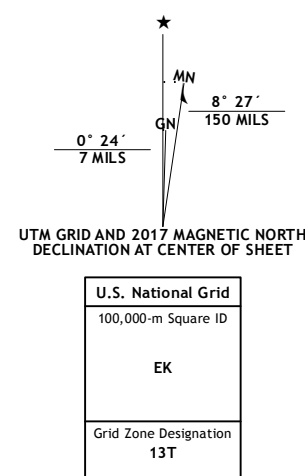 ★
MN
GN
8° 27´
150 MILS
0° 24´
7 MILS
UTM GRID AND 2017 MAGNETIC NORTH
DECLINATION AT CENTER OF SHEET
U.S. National Grid
100,000-m Square ID
EK
Grid Zone Designation
13T